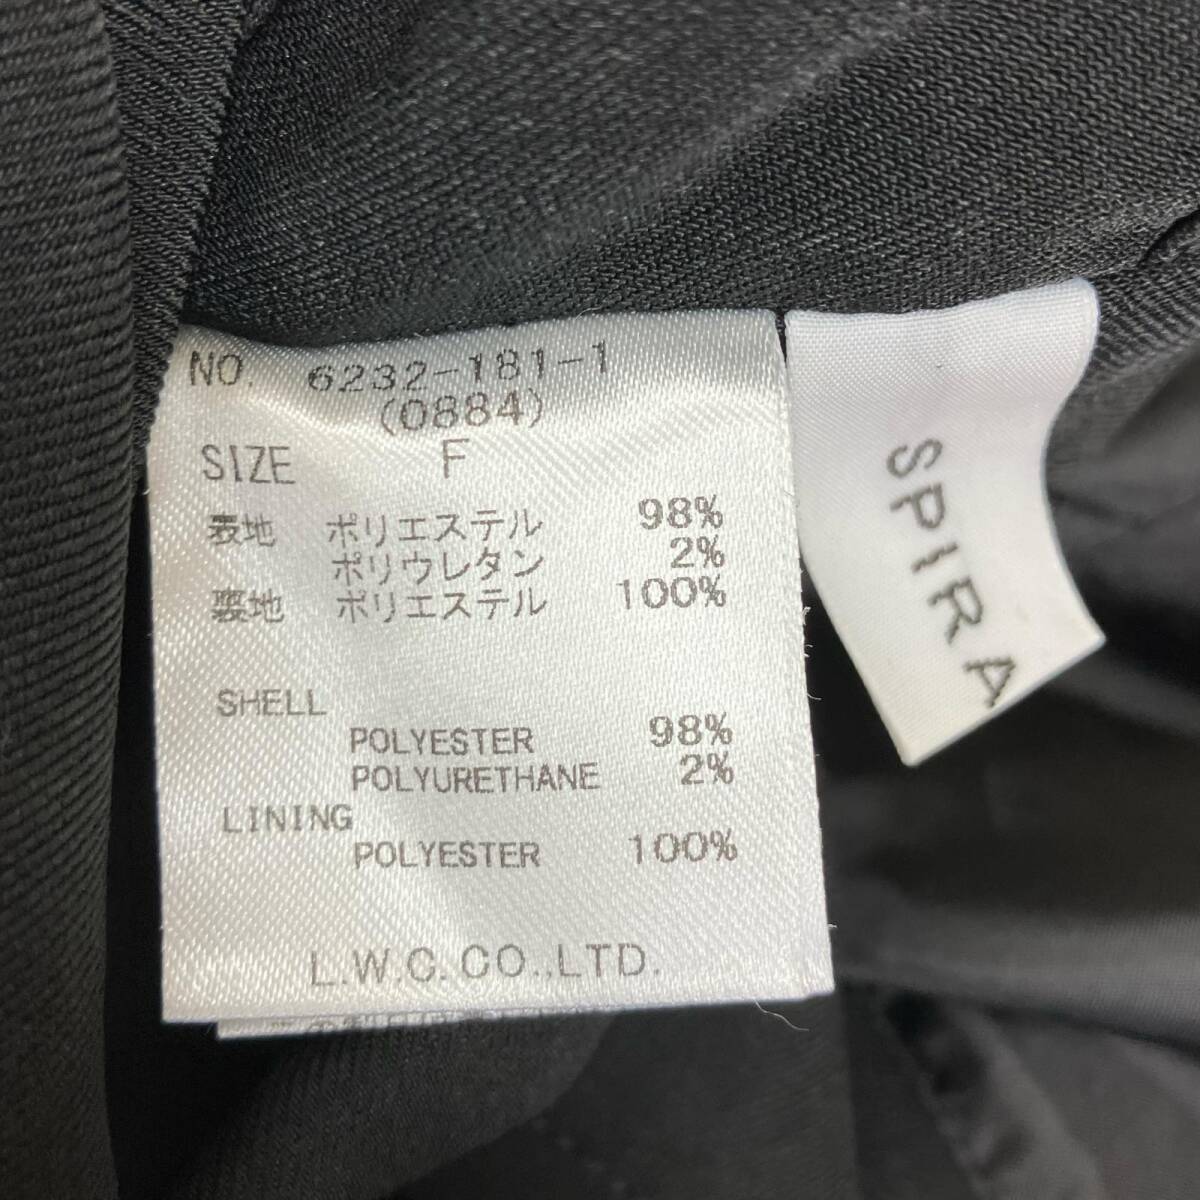 NO. 6232-181-1
(0884)
SIZE F
表地 ポリエステル 98%
ポリウレタン 2%
裏地 ポリエステル 100%
SHELL
POLYESTER 98%
POLYURETHANE 2%
LINING
POLYESTER 100%
L.W.C.CO.,LTD.
SPIRA